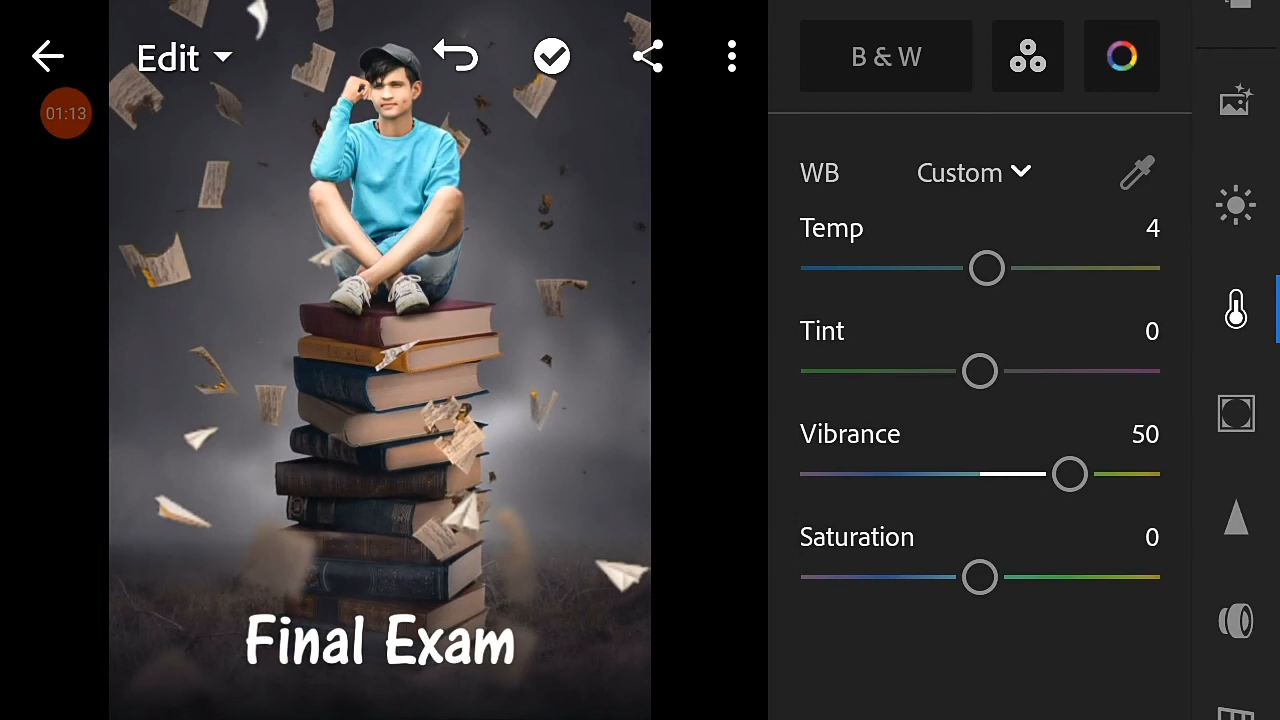 Edit
01:13
Final Exam
B & W
WB Custom
Temp 4
Tint 0
Vibrance 50
Saturation 0